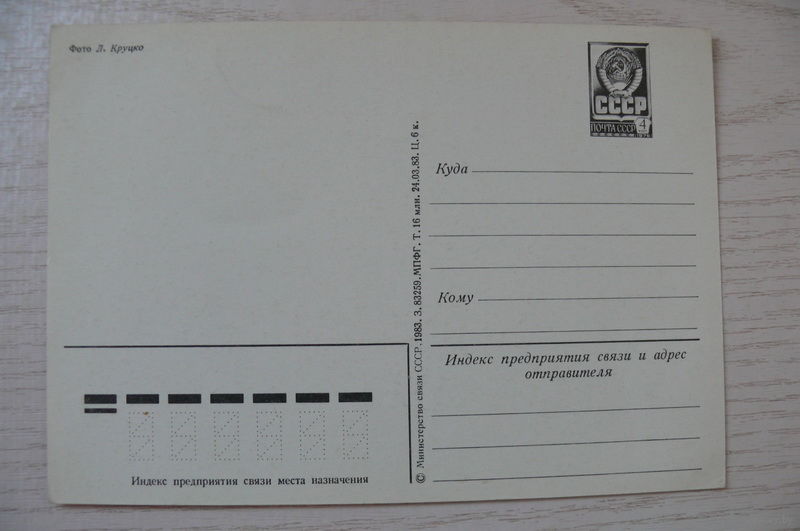 Фото Л. Круцко
СССР
ПОЧТА СССР 4
Куда
Кому
Индекс предприятия связи и адрес
отправителя
© Министерство связи СССР. 1983. З. 83259. МПФГ. Т. 16 млн. 24.03.83. Ц. 6 к.
Индекс предприятия связи места назначения